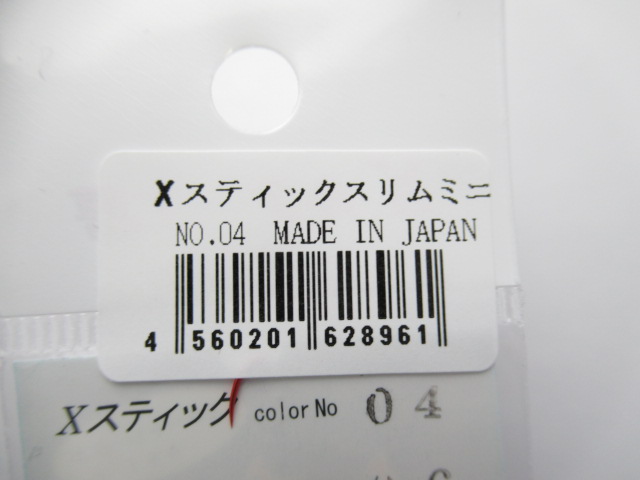 Xスティックスリムミニ
NO.04 MADE IN JAPAN
4 560201 628961
Xスティック color No 04